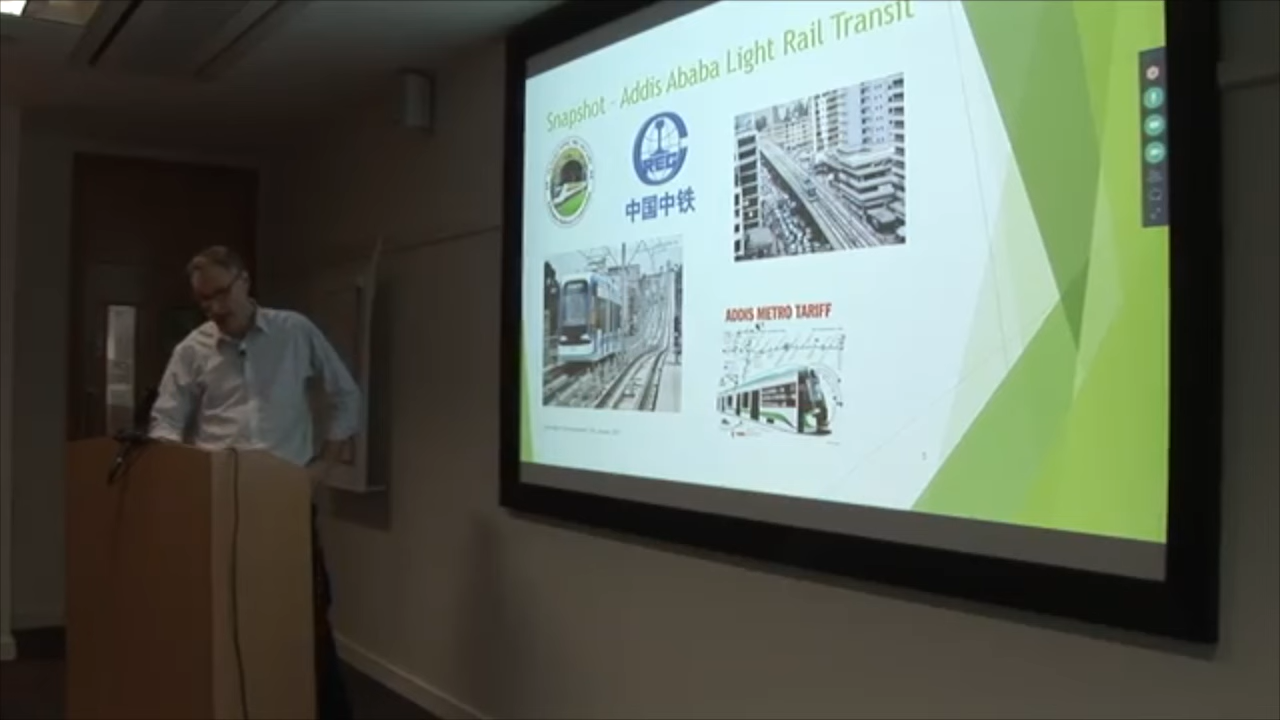 Snapshot - Addis Ababa Light Rail Transit
CREC
中国中铁
ADDIS METRO TARIFF